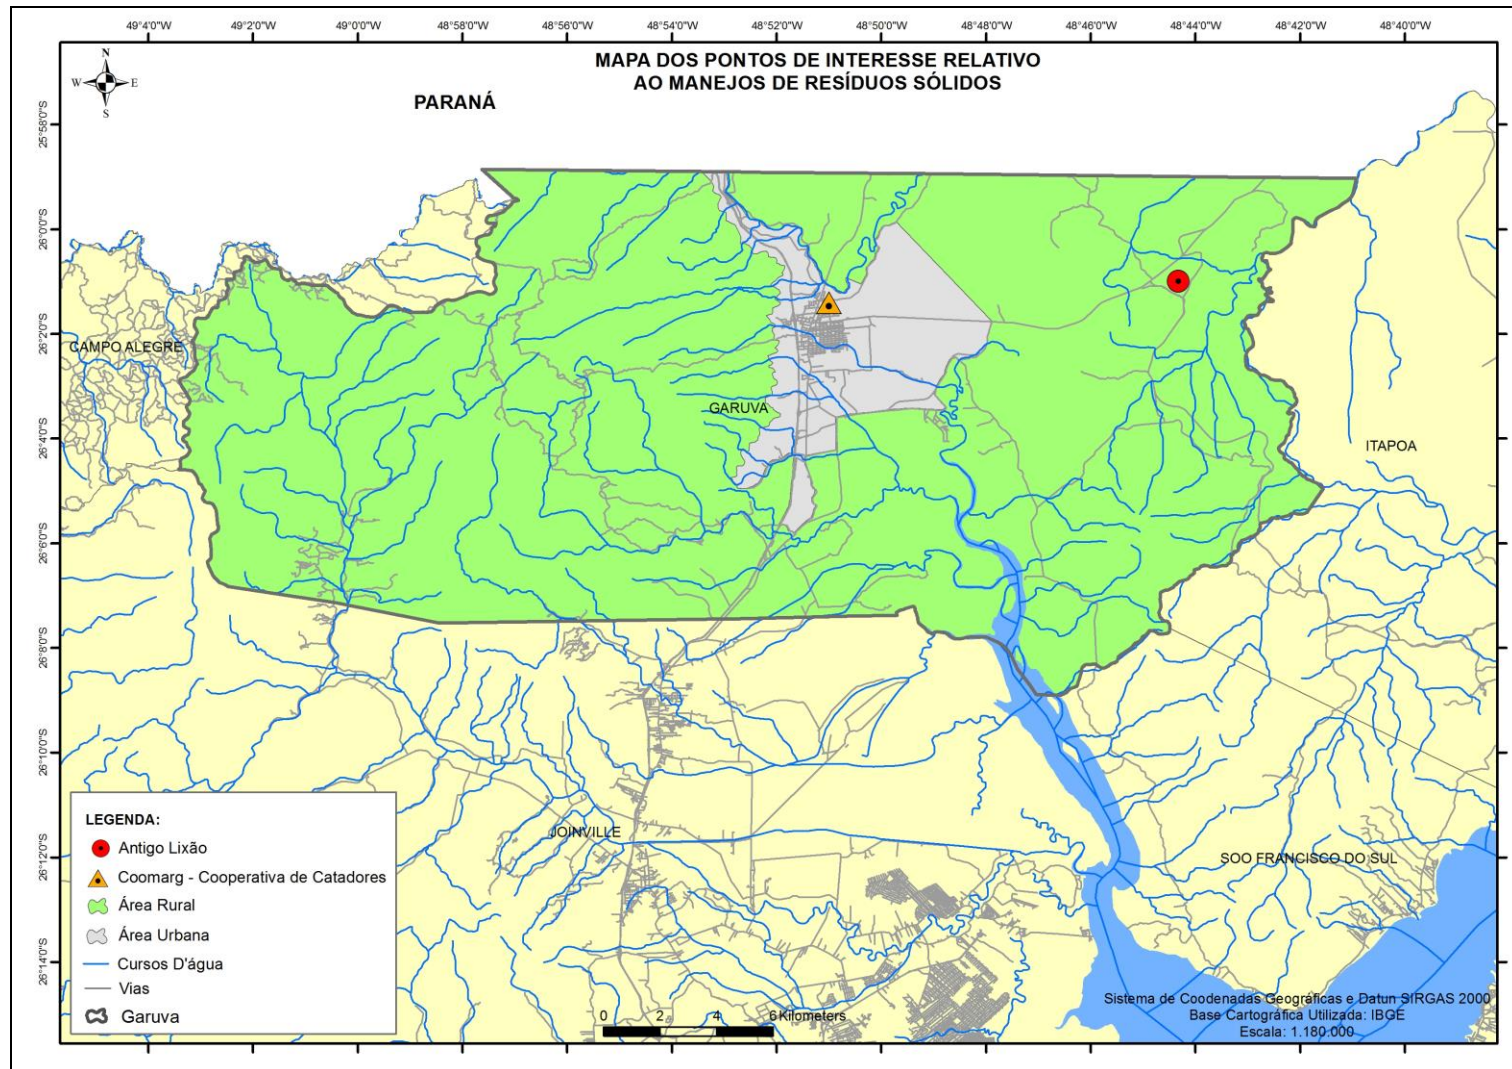 49°4'0"W 49°2'0"W 49°0'0"W 48°58'0"W 48°56'0"W 48°54'0"W 48°52'0"W 48°50'0"W 48°48'0"W 48°46'0"W 48°44'0"W 48°42'0"W 48°40'0"W
MAPA DOS PONTOS DE INTERESSE RELATIVO
AO MANEJOS DE RESÍDUOS SÓLIDOS
N
W E
S
PARANÁ
25°58'0"S
26°0'0"S
26°2'0"S
26°4'0"S
26°6'0"S
26°8'0"S
26°10'0"S
26°12'0"S
26°14'0"S
CAMPO ALEGRE
GARUVA
ITAPOA
JOINVILLE
SOO FRANCISCO DO SUL
LEGENDA:
Antigo Lixão
Coomarg - Cooperativa de Catadores
Área Rural
Área Urbana
Cursos D'água
Vias
Garuva
0 2 4 6 Kilometers
Sistema de Coodenadas Geográficas e Datun SIRGAS 2000
Base Cartográfica Utilizada: IBGE
Escala: 1.180.000